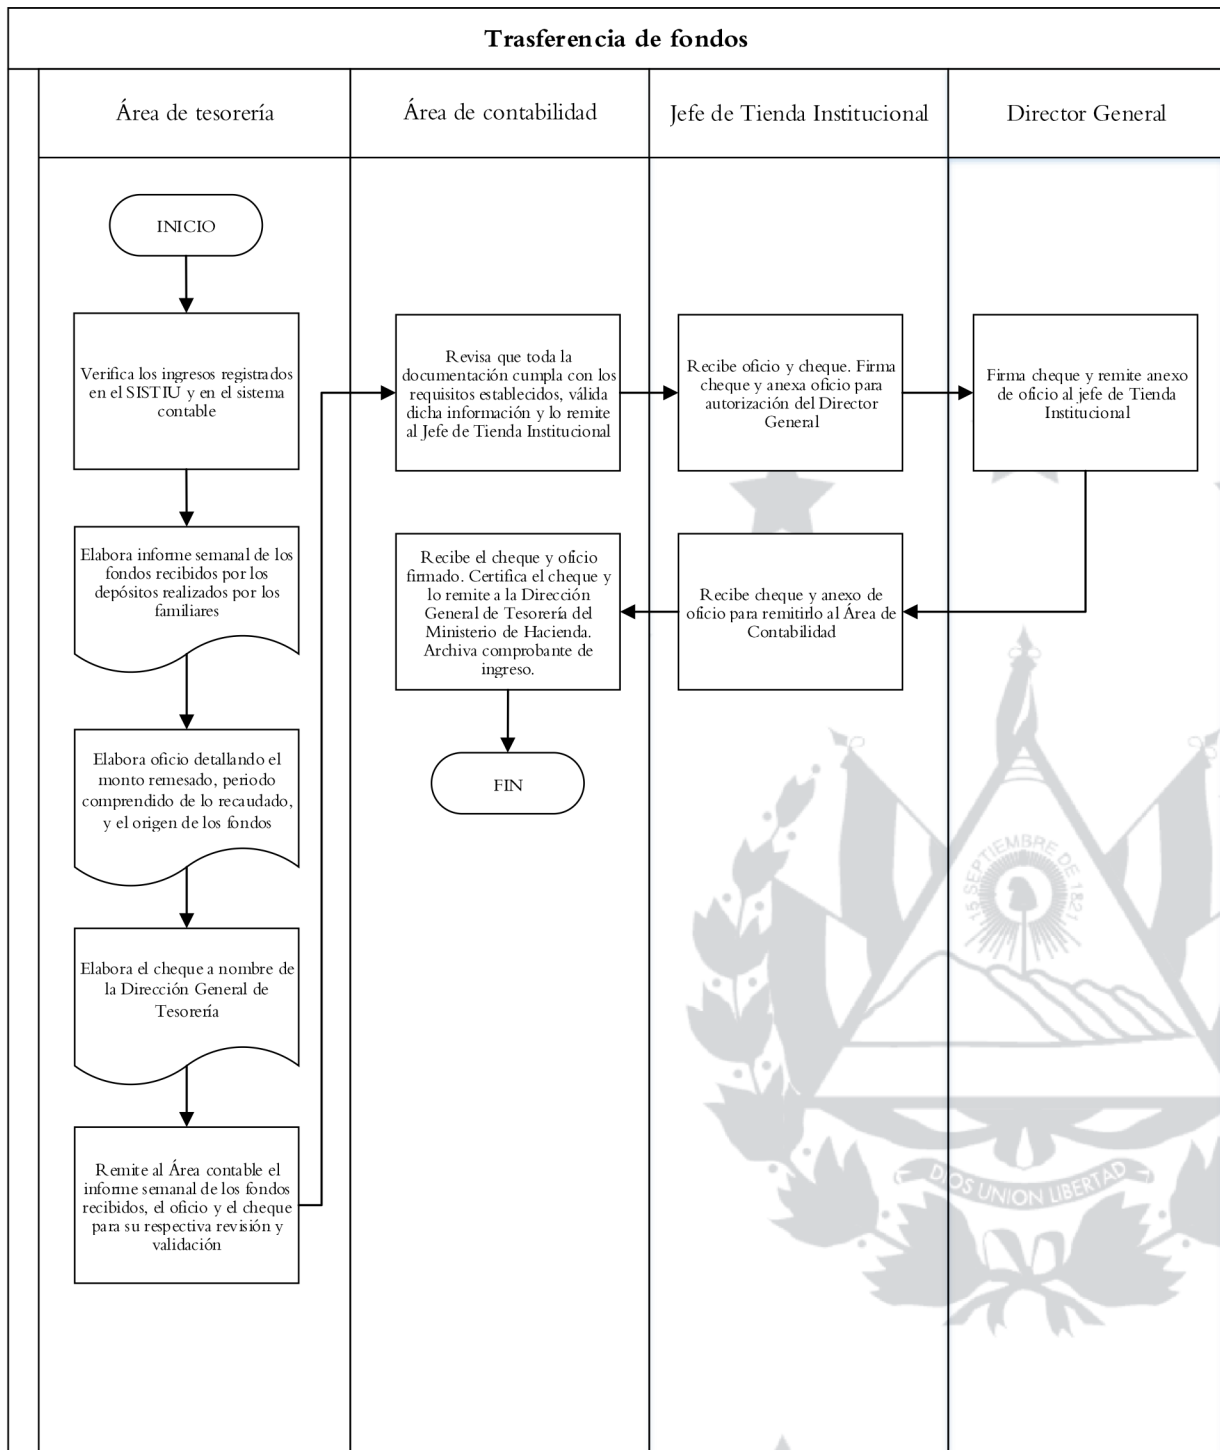 Trasferencia de fondos
Área de tesorería
Área de contabilidad
Jefe de Tienda Institucional
Director General
INICIO
Verifica los ingresos registrados
en el SISTIU y en el sistema
contable
Elabora informe semanal de los
fondos recibidos por los
depósitos realizados por los
familiares
Elabora oficio detallando el
monto remesado, periodo
comprendido de lo recaudado,
y el origen de los fondos
Elabora el cheque a nombre de
la Dirección General de
Tesorería
Remite al Área contable el
informe semanal de los fondos
recibidos, el oficio y el cheque
para su respectiva revisión y
validación
Revisa que toda la
documentación cumpla con los
requisitos establecidos, válida
dicha información y lo remite
al Jefe de Tienda Institucional
Recibe oficio y cheque. Firma
cheque y anexa oficio para
autorización del Director
General
Firma cheque y remite anexo
de oficio al jefe de Tienda
Institucional
Recibe cheque y anexo de
oficio para remitirlo al Área de
Contabilidad
Recibe el cheque y oficio
firmado. Certifica el cheque y
lo remite a la Dirección
General de Tesorería del
Ministerio de Hacienda.
Archiva comprobante de
ingreso.
FIN
15 SEPTIEMBRE DE 1821
DIOS UNION LIBERTAD